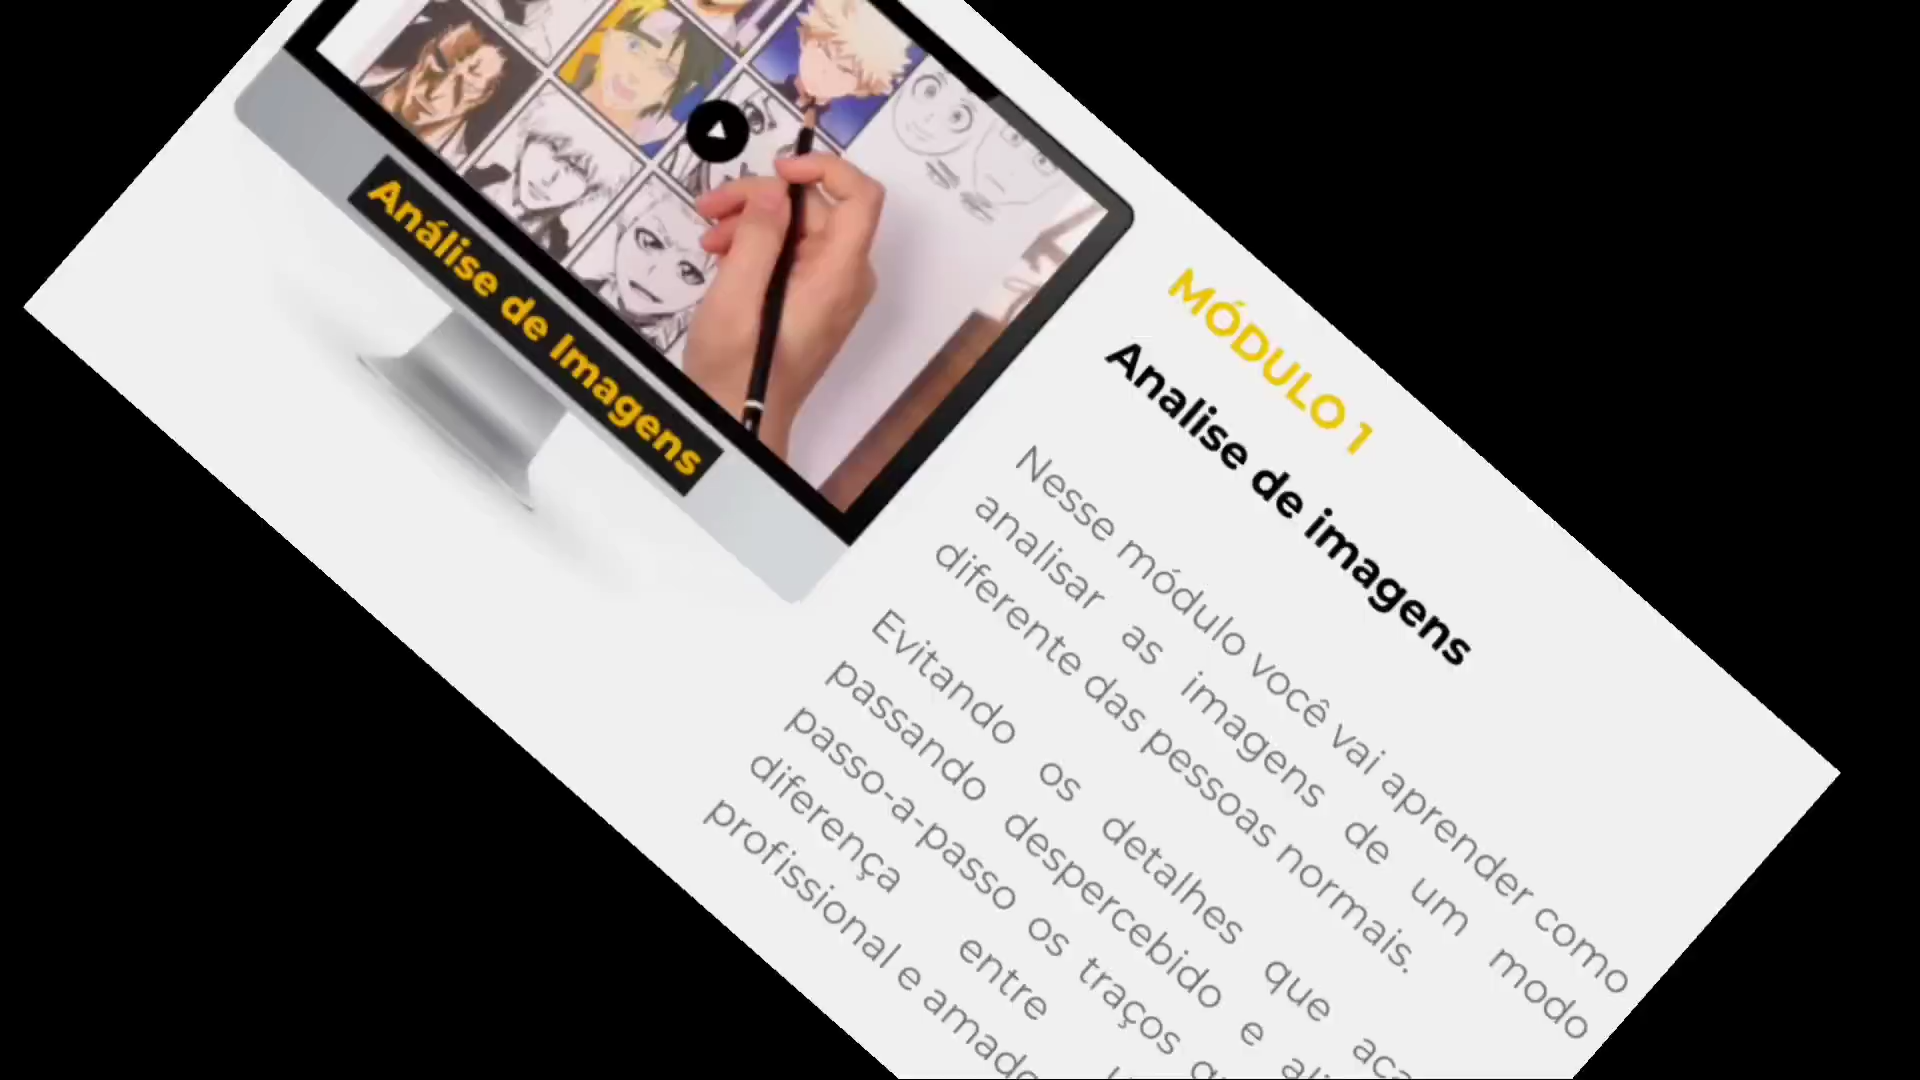 Análise de Imagens
MÓDULO 1
Analise de imagens
Nesse módulo você vai aprender como
analisar as imagens de um modo
diferente das pessoas normais.
Evitando os detalhes que
passando despercebido e
passo-a-passo os traços
diferença entre
profissional e